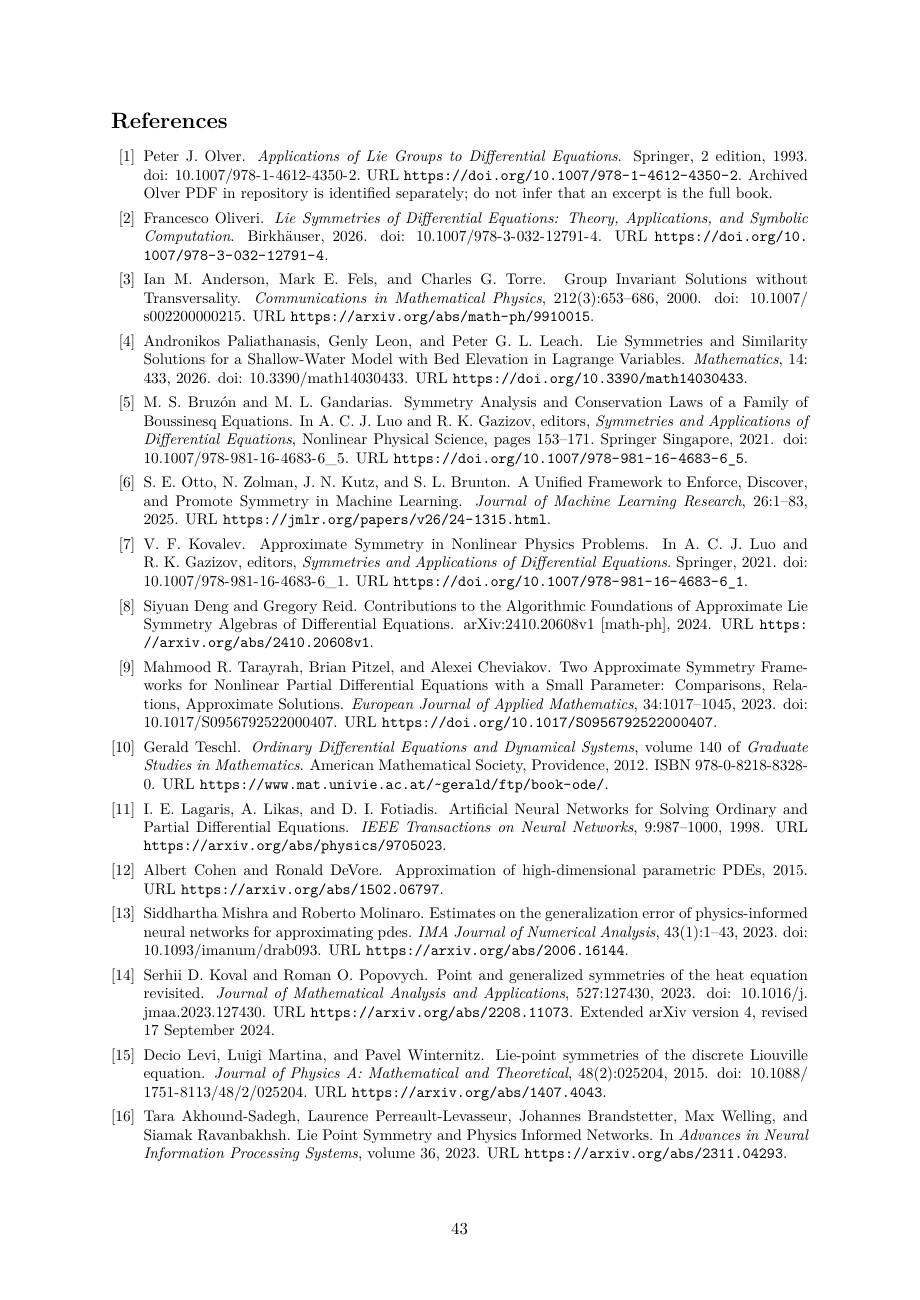 References
[1] Peter J. Olver. Applications of Lie Groups to Differential Equations. Springer, 2 edition, 1993.
doi: 10.1007/978-1-4612-4350-2. URL https://doi.org/10.1007/978-1-4612-4350-2. Archived
Olver PDF in repository is identified separately; do not infer that an excerpt is the full book.
[2] Francesco Oliveri. Lie Symmetries of Differential Equations: Theory, Applications, and Symbolic
Computation. Birkhäuser, 2026. doi: 10.1007/978-3-032-12791-4. URL https://doi.org/10.
1007/978-3-032-12791-4.
[3] Ian M. Anderson, Mark E. Fels, and Charles G. Torre. Group Invariant Solutions without
Transversality. Communications in Mathematical Physics, 212(3):653–686, 2000. doi: 10.1007/
s002200000215. URL https://arxiv.org/abs/math-ph/9910015.
[4] Andronikos Paliathanasis, Genly Leon, and Peter G. L. Leach. Lie Symmetries and Similarity
Solutions for a Shallow-Water Model with Bed Elevation in Lagrange Variables. Mathematics, 14:
433, 2026. doi: 10.3390/math14030433. URL https://doi.org/10.3390/math14030433.
[5] M. S. Bruzón and M. L. Gandarias. Symmetry Analysis and Conservation Laws of a Family of
Boussinesq Equations. In A. C. J. Luo and R. K. Gazizov, editors, Symmetries and Applications of
Differential Equations, Nonlinear Physical Science, pages 153–171. Springer Singapore, 2021. doi:
10.1007/978-981-16-4683-6_5. URL https://doi.org/10.1007/978-981-16-4683-6_5.
[6] S. E. Otto, N. Zolman, J. N. Kutz, and S. L. Brunton. A Unified Framework to Enforce, Discover,
and Promote Symmetry in Machine Learning. Journal of Machine Learning Research, 26:1–83,
2025. URL https://jmlr.org/papers/v26/24-1315.html.
[7] V. F. Kovalev. Approximate Symmetry in Nonlinear Physics Problems. In A. C. J. Luo and
R. K. Gazizov, editors, Symmetries and Applications of Differential Equations. Springer, 2021. doi:
10.1007/978-981-16-4683-6_1. URL https://doi.org/10.1007/978-981-16-4683-6_1.
[8] Siyuan Deng and Gregory Reid. Contributions to the Algorithmic Foundations of Approximate Lie
Symmetry Algebras of Differential Equations. arXiv:2410.20608v1 [math-ph], 2024. URL https:
//arxiv.org/abs/2410.20608v1.
[9] Mahmood R. Tarayrah, Brian Pitzel, and Alexei Cheviakov. Two Approximate Symmetry Frame-
works for Nonlinear Partial Differential Equations with a Small Parameter: Comparisons, Rela-
tions, Approximate Solutions. European Journal of Applied Mathematics, 34:1017–1045, 2023. doi:
10.1017/S0956792522000407. URL https://doi.org/10.1017/S0956792522000407.
[10] Gerald Teschl. Ordinary Differential Equations and Dynamical Systems, volume 140 of Graduate
Studies in Mathematics. American Mathematical Society, Providence, 2012. ISBN 978-0-8218-8328-
0. URL https://www.mat.univie.ac.at/~gerald/ftp/book-ode/.
[11] I. E. Lagaris, A. Likas, and D. I. Fotiadis. Artificial Neural Networks for Solving Ordinary and
Partial Differential Equations. IEEE Transactions on Neural Networks, 9:987–1000, 1998. URL
https://arxiv.org/abs/physics/9705023.
[12] Albert Cohen and Ronald DeVore. Approximation of high-dimensional parametric PDEs, 2015.
URL https://arxiv.org/abs/1502.06797.
[13] Siddhartha Mishra and Roberto Molinaro. Estimates on the generalization error of physics-informed
neural networks for approximating pdes. IMA Journal of Numerical Analysis, 43(1):1–43, 2023. doi:
10.1093/imanum/drab093. URL https://arxiv.org/abs/2006.16144.
[14] Serhii D. Koval and Roman O. Popovych. Point and generalized symmetries of the heat equation
revisited. Journal of Mathematical Analysis and Applications, 527:127430, 2023. doi: 10.1016/j.
jmaa.2023.127430. URL https://arxiv.org/abs/2208.11073. Extended arXiv version 4, revised
17 September 2024.
[15] Decio Levi, Luigi Martina, and Pavel Winternitz. Lie-point symmetries of the discrete Liouville
equation. Journal of Physics A: Mathematical and Theoretical, 48(2):025204, 2015. doi: 10.1088/
1751-8113/48/2/025204. URL https://arxiv.org/abs/1407.4043.
[16] Tara Akhound-Sadegh, Laurence Perreault-Levasseur, Johannes Brandstetter, Max Welling, and
Siamak Ravanbakhsh. Lie Point Symmetry and Physics Informed Networks. In Advances in Neural
Information Processing Systems, volume 36, 2023. URL https://arxiv.org/abs/2311.04293.
43